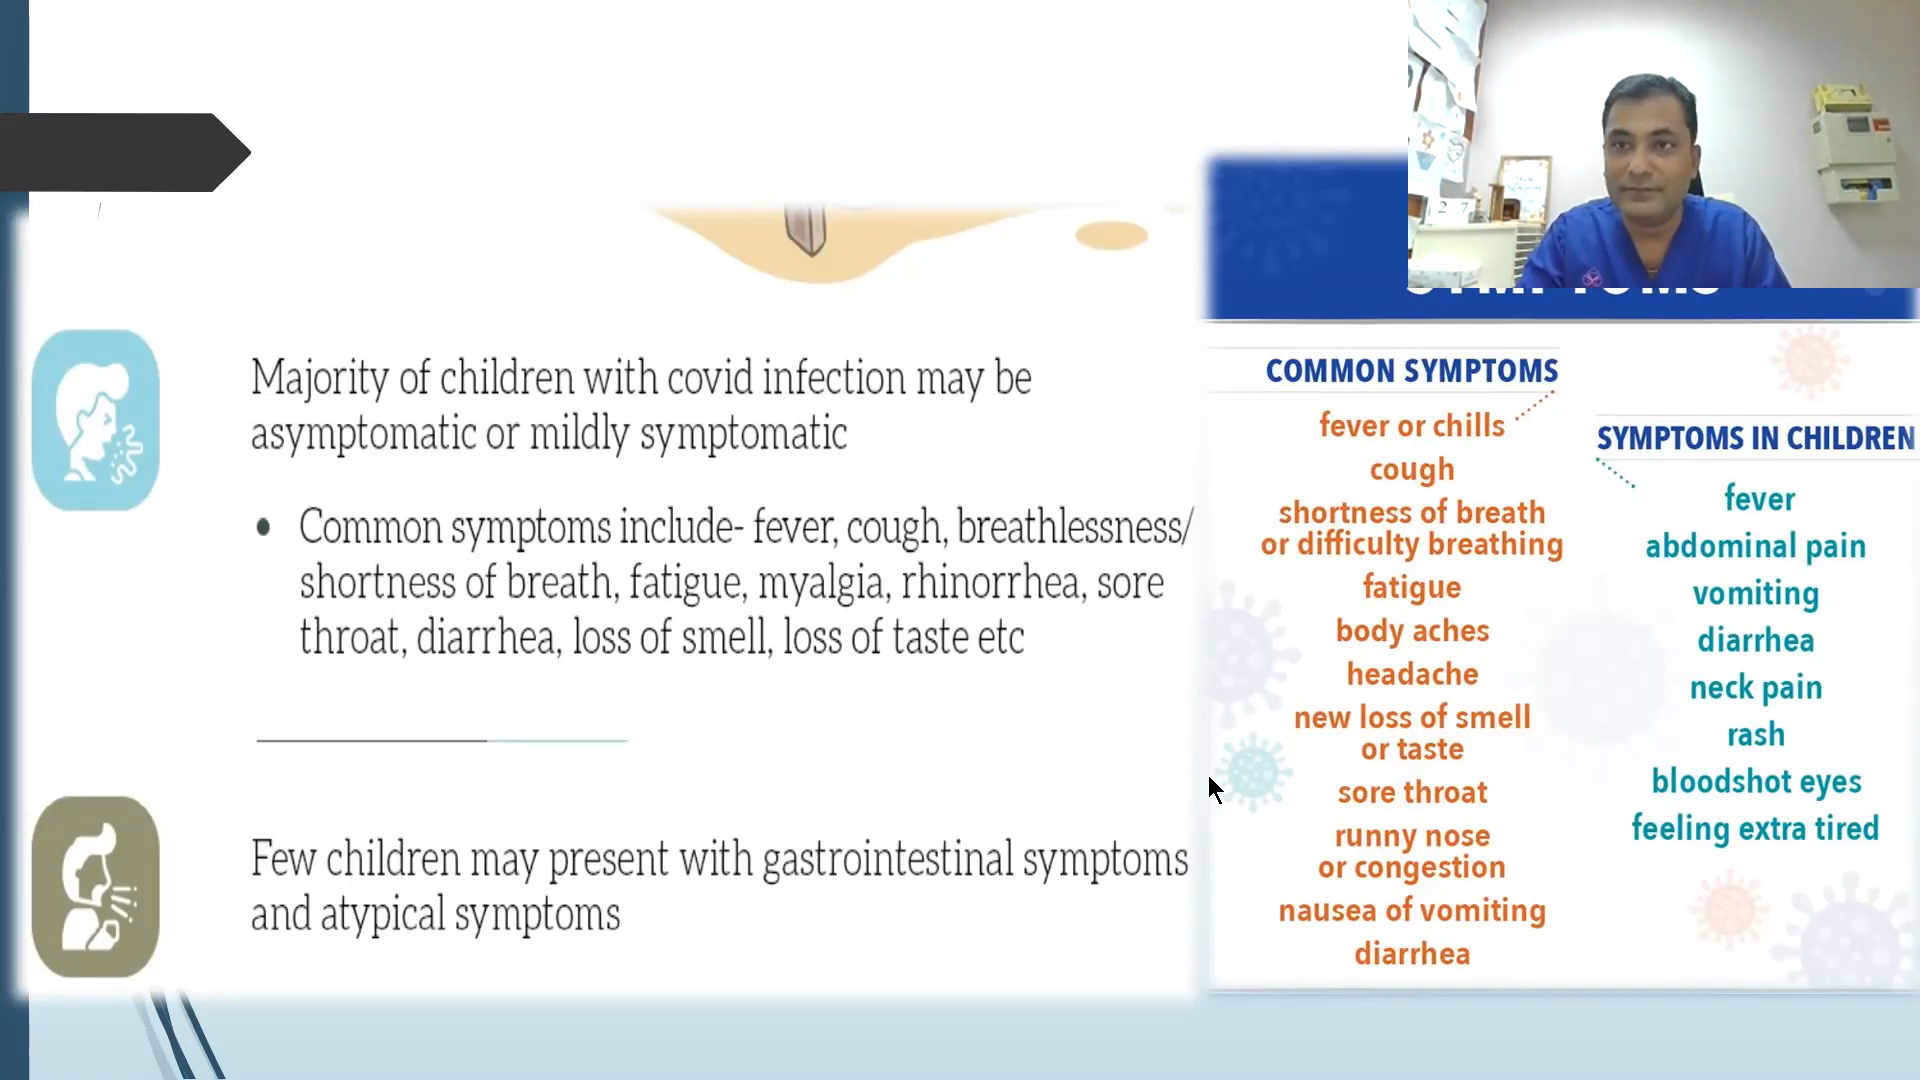 Majority of children with covid infection may be
asymptomatic or mildly symptomatic
• Common symptoms include- fever, cough, breathlessness/
shortness of breath, fatigue, myalgia, rhinorrhea, sore
throat, diarrhea, loss of smell, loss of taste etc
Few children may present with gastrointestinal symptoms
and atypical symptoms
COMMON SYMPTOMS
fever or chills
cough
shortness of breath
or difficulty breathing
fatigue
body aches
headache
new loss of smell
or taste
sore throat
runny nose
or congestion
nausea of vomiting
diarrhea
SYMPTOMS IN CHILDREN
fever
abdominal pain
vomiting
diarrhea
neck pain
rash
bloodshot eyes
feeling extra tired
2 7